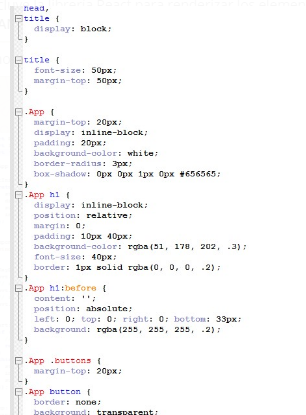 head,
title {
display: block;
}
title {
font-size: 50px;
margin-top: 50px;
}
.App {
margin-top: 20px;
display: inline-block;
padding: 20px;
background-color: white;
border-radius: 3px;
box-shadow: 0px 0px 1px 0px #656565;
}
.App h1 {
display: inline-block;
position: relative;
margin: 0;
padding: 10px 40px;
background-color: rgba(51, 178, 202, .3);
font-size: 40px;
border: 1px solid rgba(0, 0, 0, .2);
}
.App h1:before {
content: '';
position: absolute;
left: 0; top: 0; right: 0; bottom: 33px;
background: rgba(255, 255, 255, .2);
}
.App .buttons {
margin-top: 20px;
}
.App button {
border: none;
background: transparent;